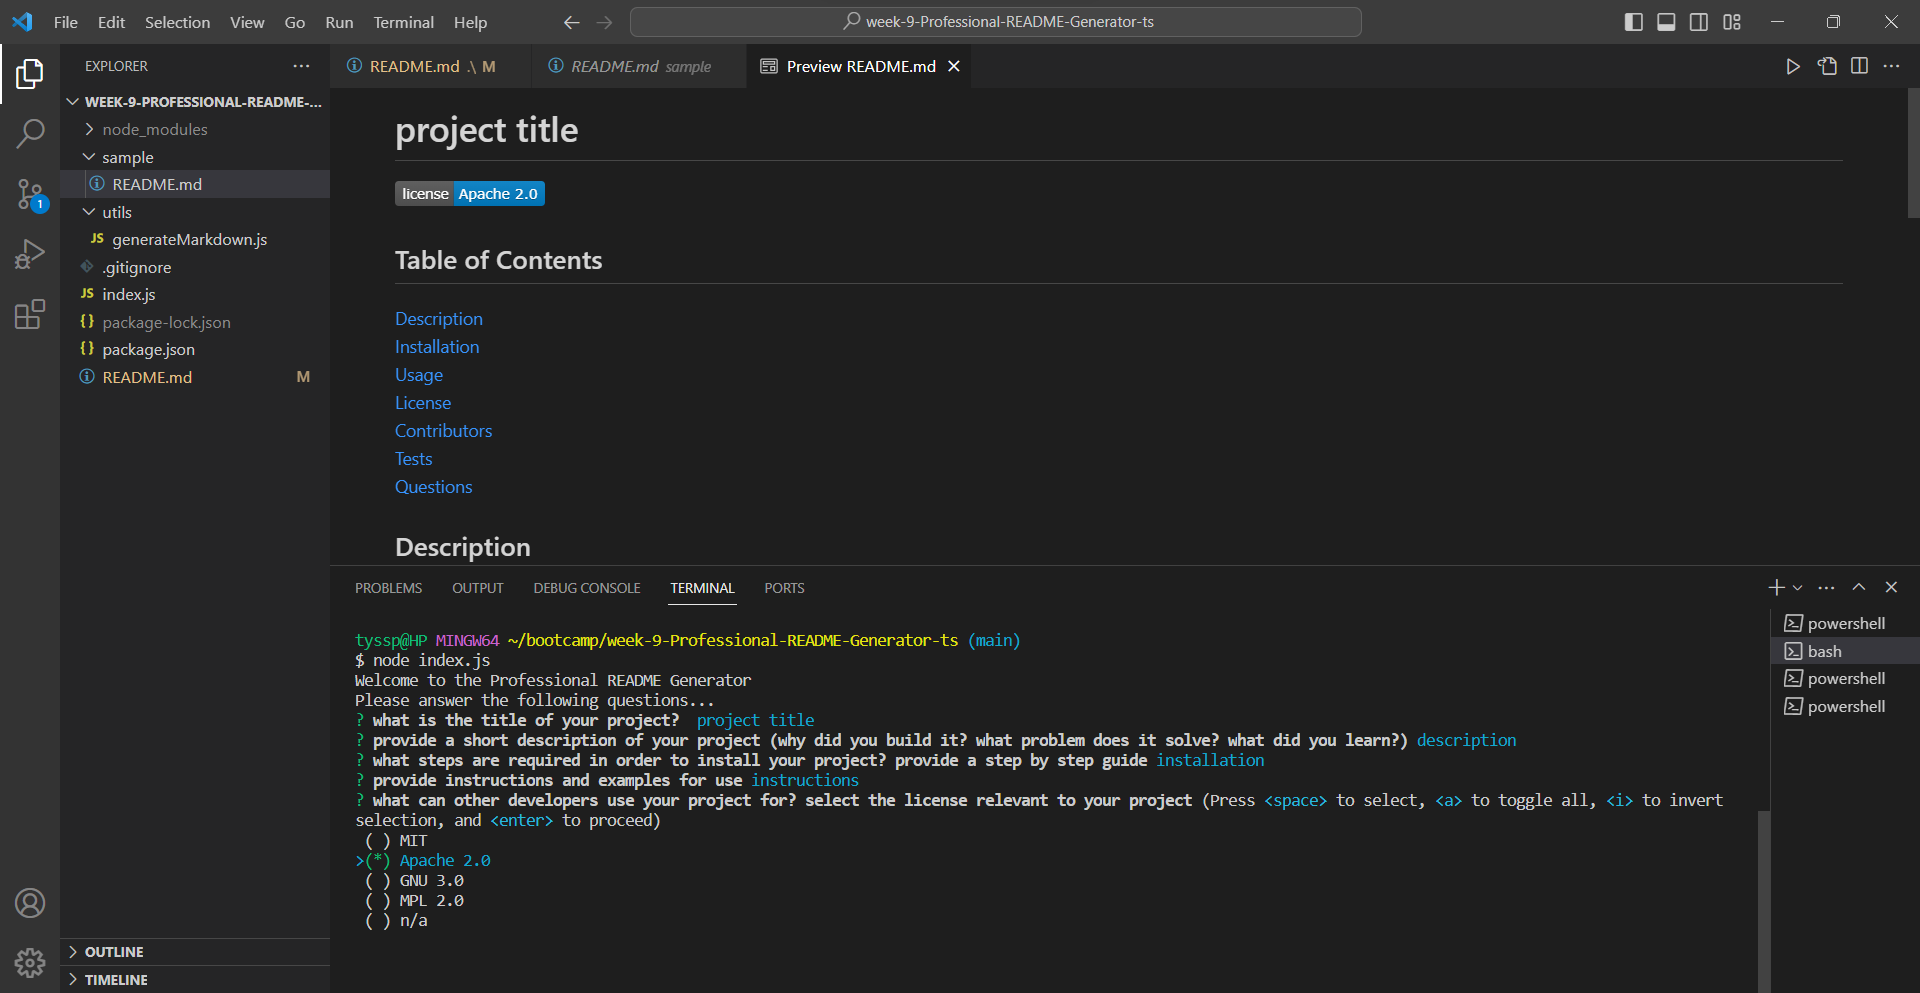 File Edit Selection View Go Run Terminal Help
week-9-Professional-README-Generator-ts
EXPLORER
WEEK-9-PROFESSIONAL-README-...
node_modules
sample
README.md
utils
JS generateMarkdown.js
.gitignore
JS index.js
{} package-lock.json
{} package.json
README.md M
OUTLINE
TIMELINE
1
README.md .\ M
README.md sample
Preview README.md
project title
license Apache 2.0
Table of Contents
Description
Installation
Usage
License
Contributors
Tests
Questions
Description
PROBLEMS OUTPUT DEBUG CONSOLE TERMINAL PORTS
tyssp@HP MINGW64 ~/bootcamp/week-9-Professional-README-Generator-ts (main)
$ node index.js
Welcome to the Professional README Generator
Please answer the following questions...
? what is the title of your project? project title
? provide a short description of your project (why did you build it? what problem does it solve? what did you learn?) description
? what steps are required in order to install your project? provide a step by step guide installation
? provide instructions and examples for use instructions
? what can other developers use your project for? select the license relevant to your project (Press <space> to select, <a> to toggle all, <i> to invert
selection, and <enter> to proceed)
( ) MIT
>(*) Apache 2.0
( ) GNU 3.0
( ) MPL 2.0
( ) n/a
powershell
bash
powershell
powershell